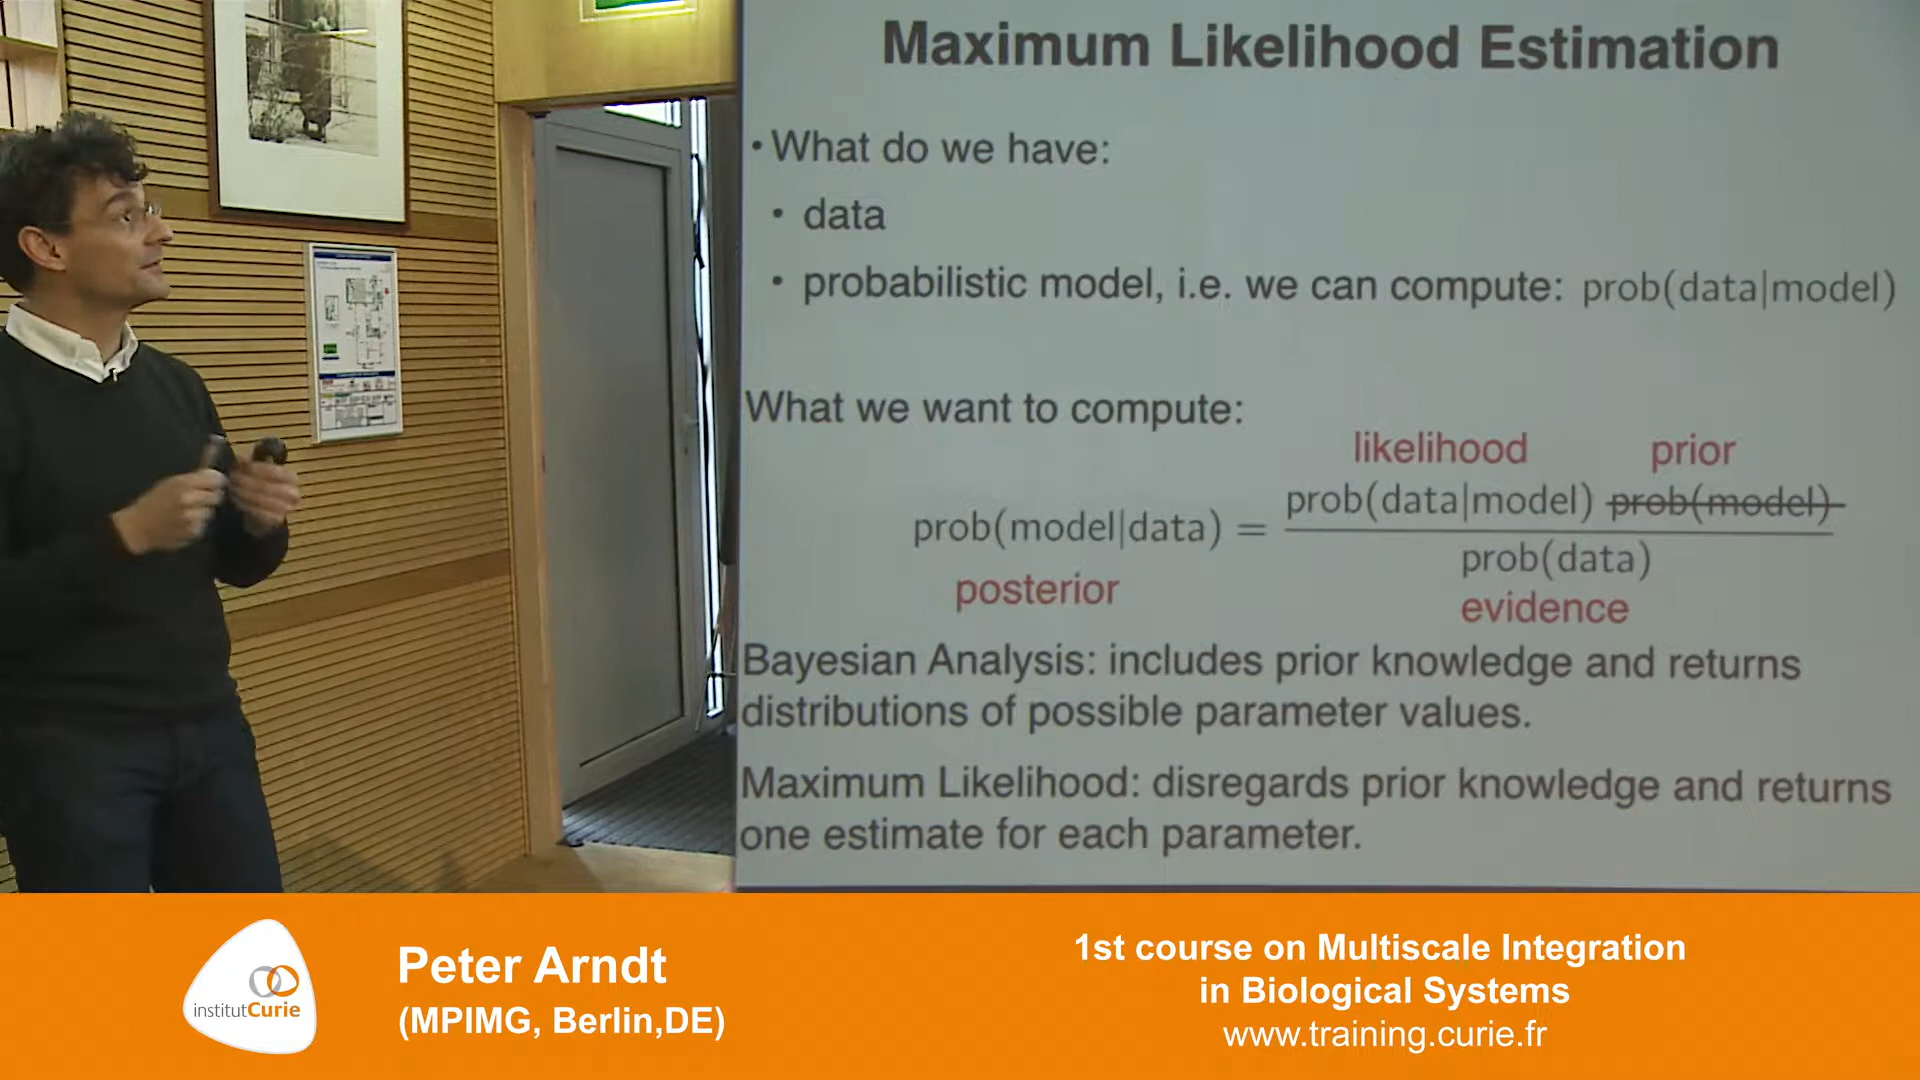 Maximum Likelihood Estimation
• What do we have:
• data
• probabilistic model, i.e. we can compute: prob(data|model)
What we want to compute:
likelihood prior
prob(model|data) = prob(data|model) prob(model)
prob(data)
posterior
evidence
Bayesian Analysis: includes prior knowledge and returns
distributions of possible parameter values.
Maximum Likelihood: disregards prior knowledge and returns
one estimate for each parameter.
institutCurie
Peter Arndt
(MPIMG, Berlin,DE)
1st course on Multiscale Integration
in Biological Systems
www.training.curie.fr